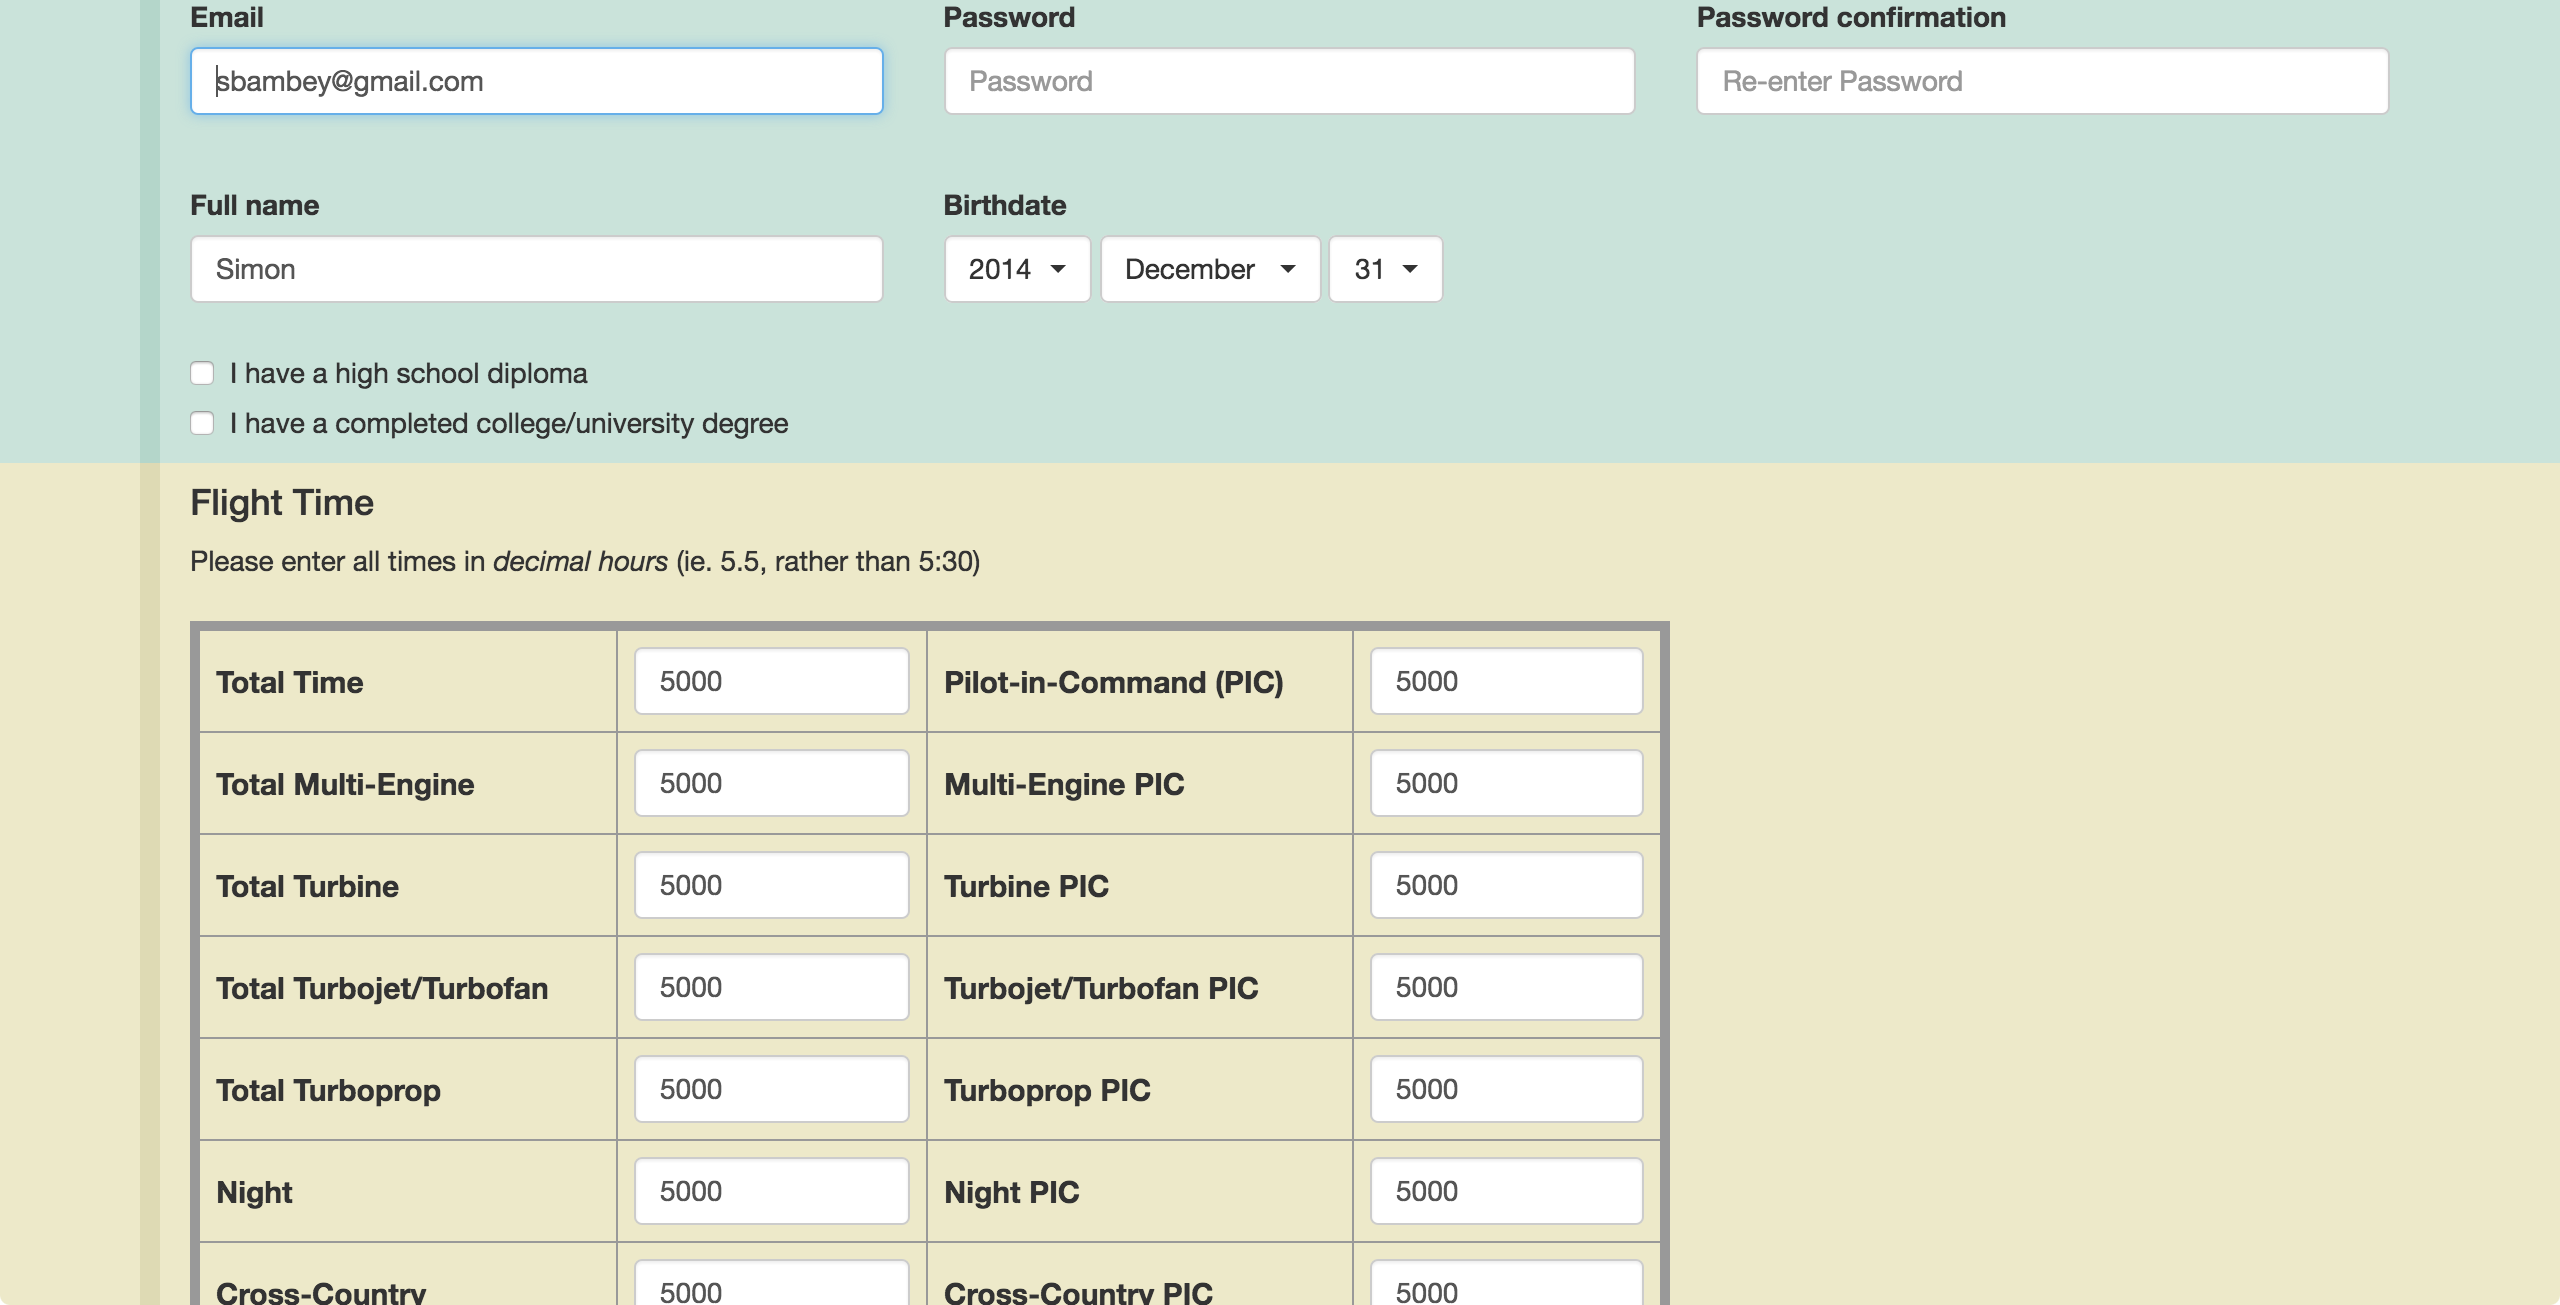 Email Password Password confirmation
sbambey@gmail.com Password Re-enter Password
Full name Birthdate
Simon 2014 December 31
I have a high school diploma
I have a completed college/university degree
Flight Time
Please enter all times in decimal hours (ie. 5.5, rather than 5:30)
Total Time 5000 Pilot-in-Command (PIC) 5000
Total Multi-Engine 5000 Multi-Engine PIC 5000
Total Turbine 5000 Turbine PIC 5000
Total Turbojet/Turbofan 5000 Turbojet/Turbofan PIC 5000
Total Turboprop 5000 Turboprop PIC 5000
Night 5000 Night PIC 5000
Cross-Country 5000 Cross-Country PIC 5000